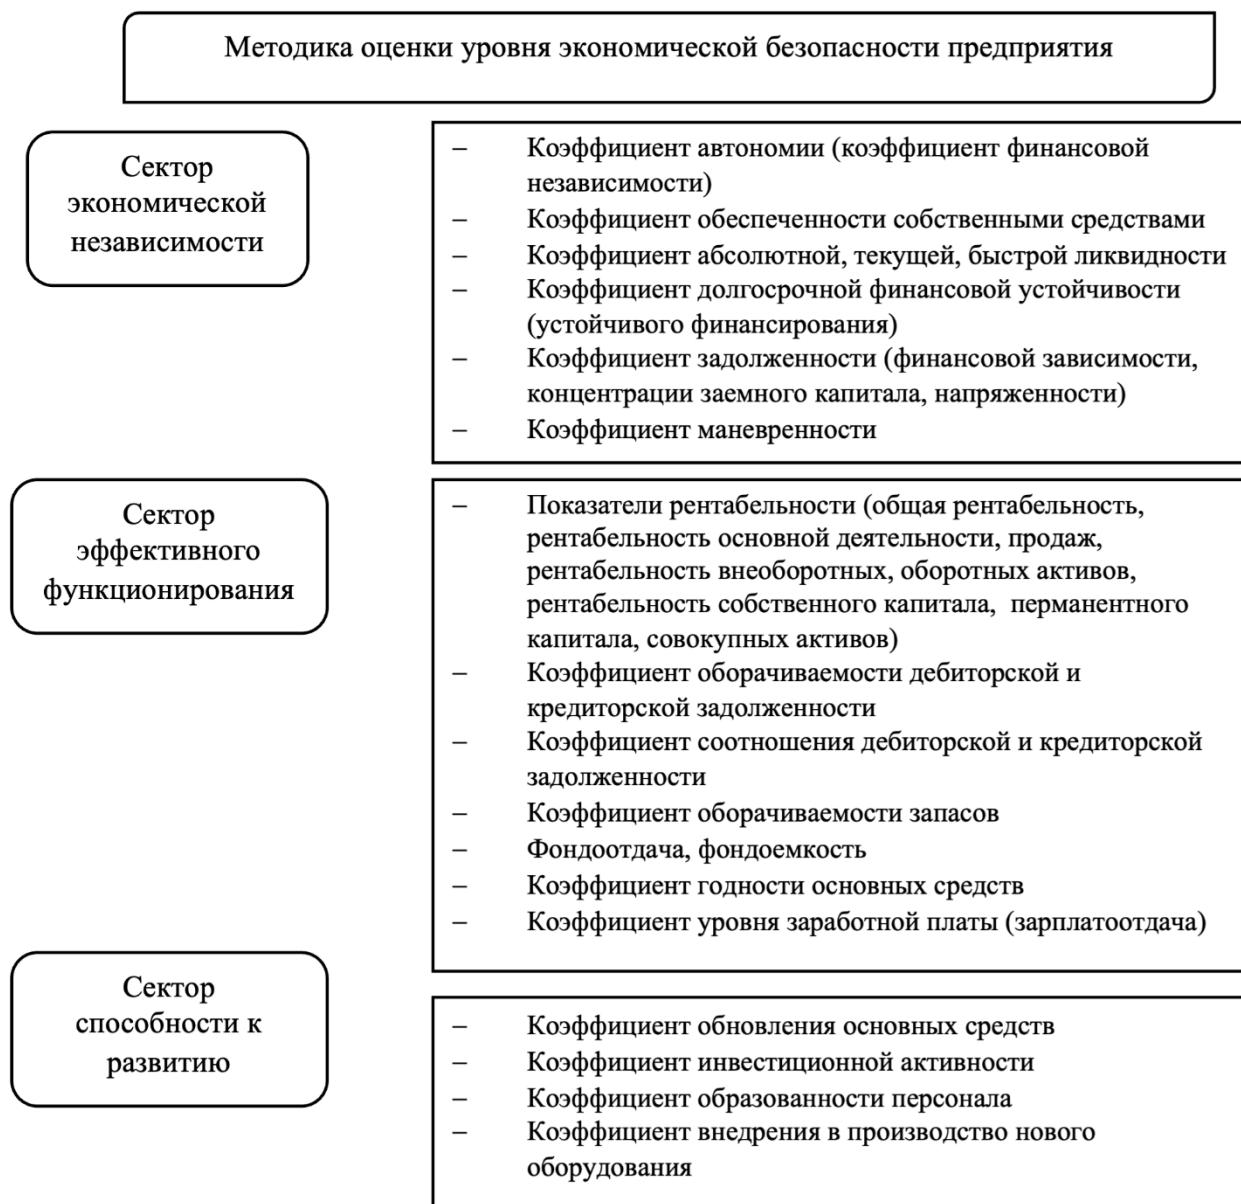 Методика оценки уровня экономической безопасности предприятия
Сектор
экономической
независимости
– Коэффициент автономии (коэффициент финансовой
независимости)
– Коэффициент обеспеченности собственными средствами
– Коэффициент абсолютной, текущей, быстрой ликвидности
– Коэффициент долгосрочной финансовой устойчивости
(устойчивого финансирования)
– Коэффициент задолженности (финансовой зависимости,
концентрации заемного капитала, напряженности)
– Коэффициент маневренности
Сектор
эффективного
функционирования
– Показатели рентабельности (общая рентабельность,
рентабельность основной деятельности, продаж,
рентабельность внеоборотных, оборотных активов,
рентабельность собственного капитала, перманентного
капитала, совокупных активов)
– Коэффициент оборачиваемости дебиторской и
кредиторской задолженности
– Коэффициент соотношения дебиторской и кредиторской
задолженности
– Коэффициент оборачиваемости запасов
– Фондоотдача, фондоемкость
– Коэффициент годности основных средств
– Коэффициент уровня заработной платы (зарплатоотдача)
Сектор
способности к
развитию
– Коэффициент обновления основных средств
– Коэффициент инвестиционной активности
– Коэффициент образованности персонала
– Коэффициент внедрения в производство нового
оборудования